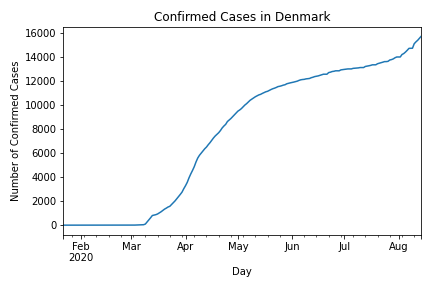 Confirmed Cases in Denmark
Number of Confirmed Cases
16000
14000
12000
10000
8000
6000
4000
2000
0
Feb Mar Apr May Jun Jul Aug
2020
Day